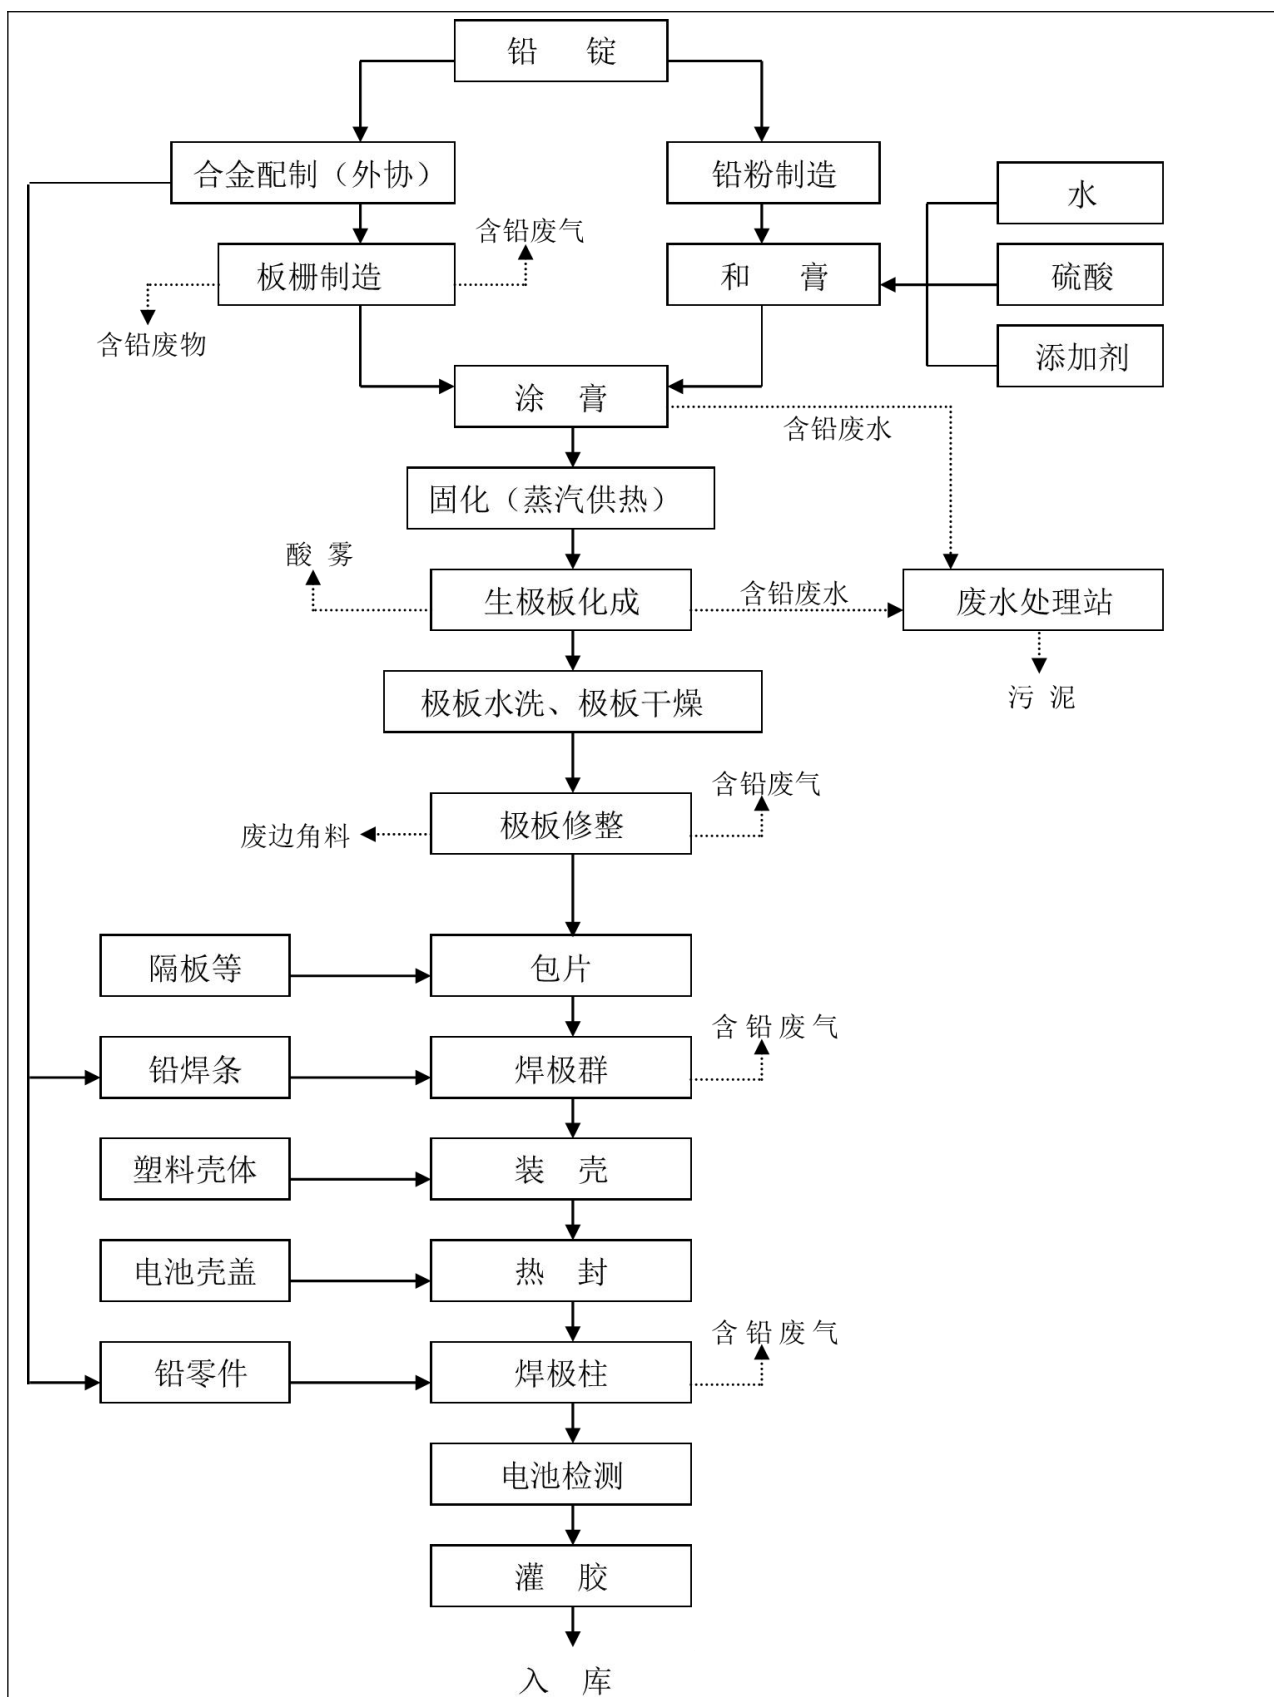 铅 锭
合金配制（外协）
铅粉制造
水
含铅废气
板栅制造
和 膏
硫酸
含铅废物
添加剂
涂 膏
含铅废水
固化（蒸汽供热）
酸 雾
生极板化成
含铅废水
废水处理站
极板水洗、极板干燥
污 泥
含铅废气
废边角料
极板修整
隔板等
包片
含铅废气
铅焊条
焊极群
塑料壳体
装 壳
电池壳盖
热 封
含铅废气
铅零件
焊极柱
电池检测
灌 胶
入 库